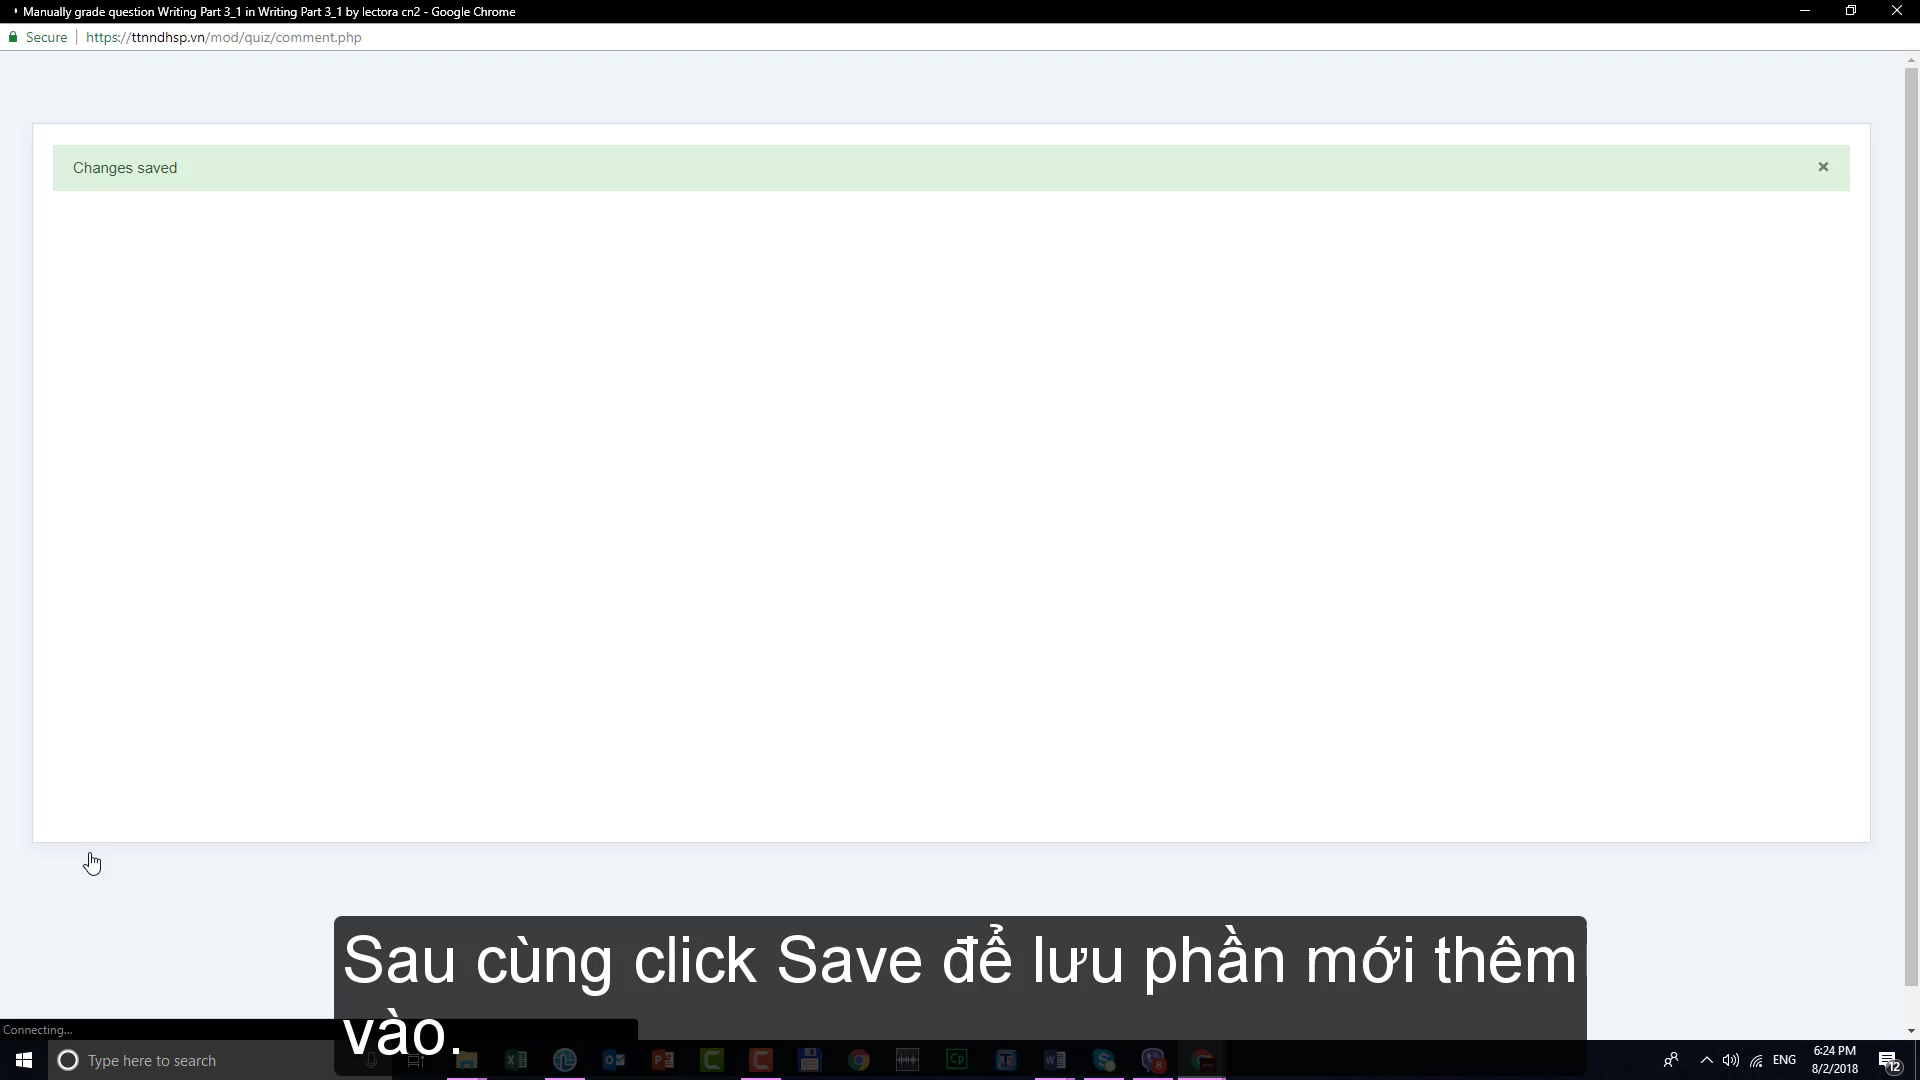 Manually grade question Writing Part 3_1 in Writing Part 3_1 by lectora cn2 - Google Chrome
Secure | https://ttnndhsp.vn/mod/quiz/comment.php
Changes saved ×
Sau cùng click Save để lưu phần mới thêm
vào.
Connecting...
Type here to search
ENG
6:24 PM
8/2/2018
12
8